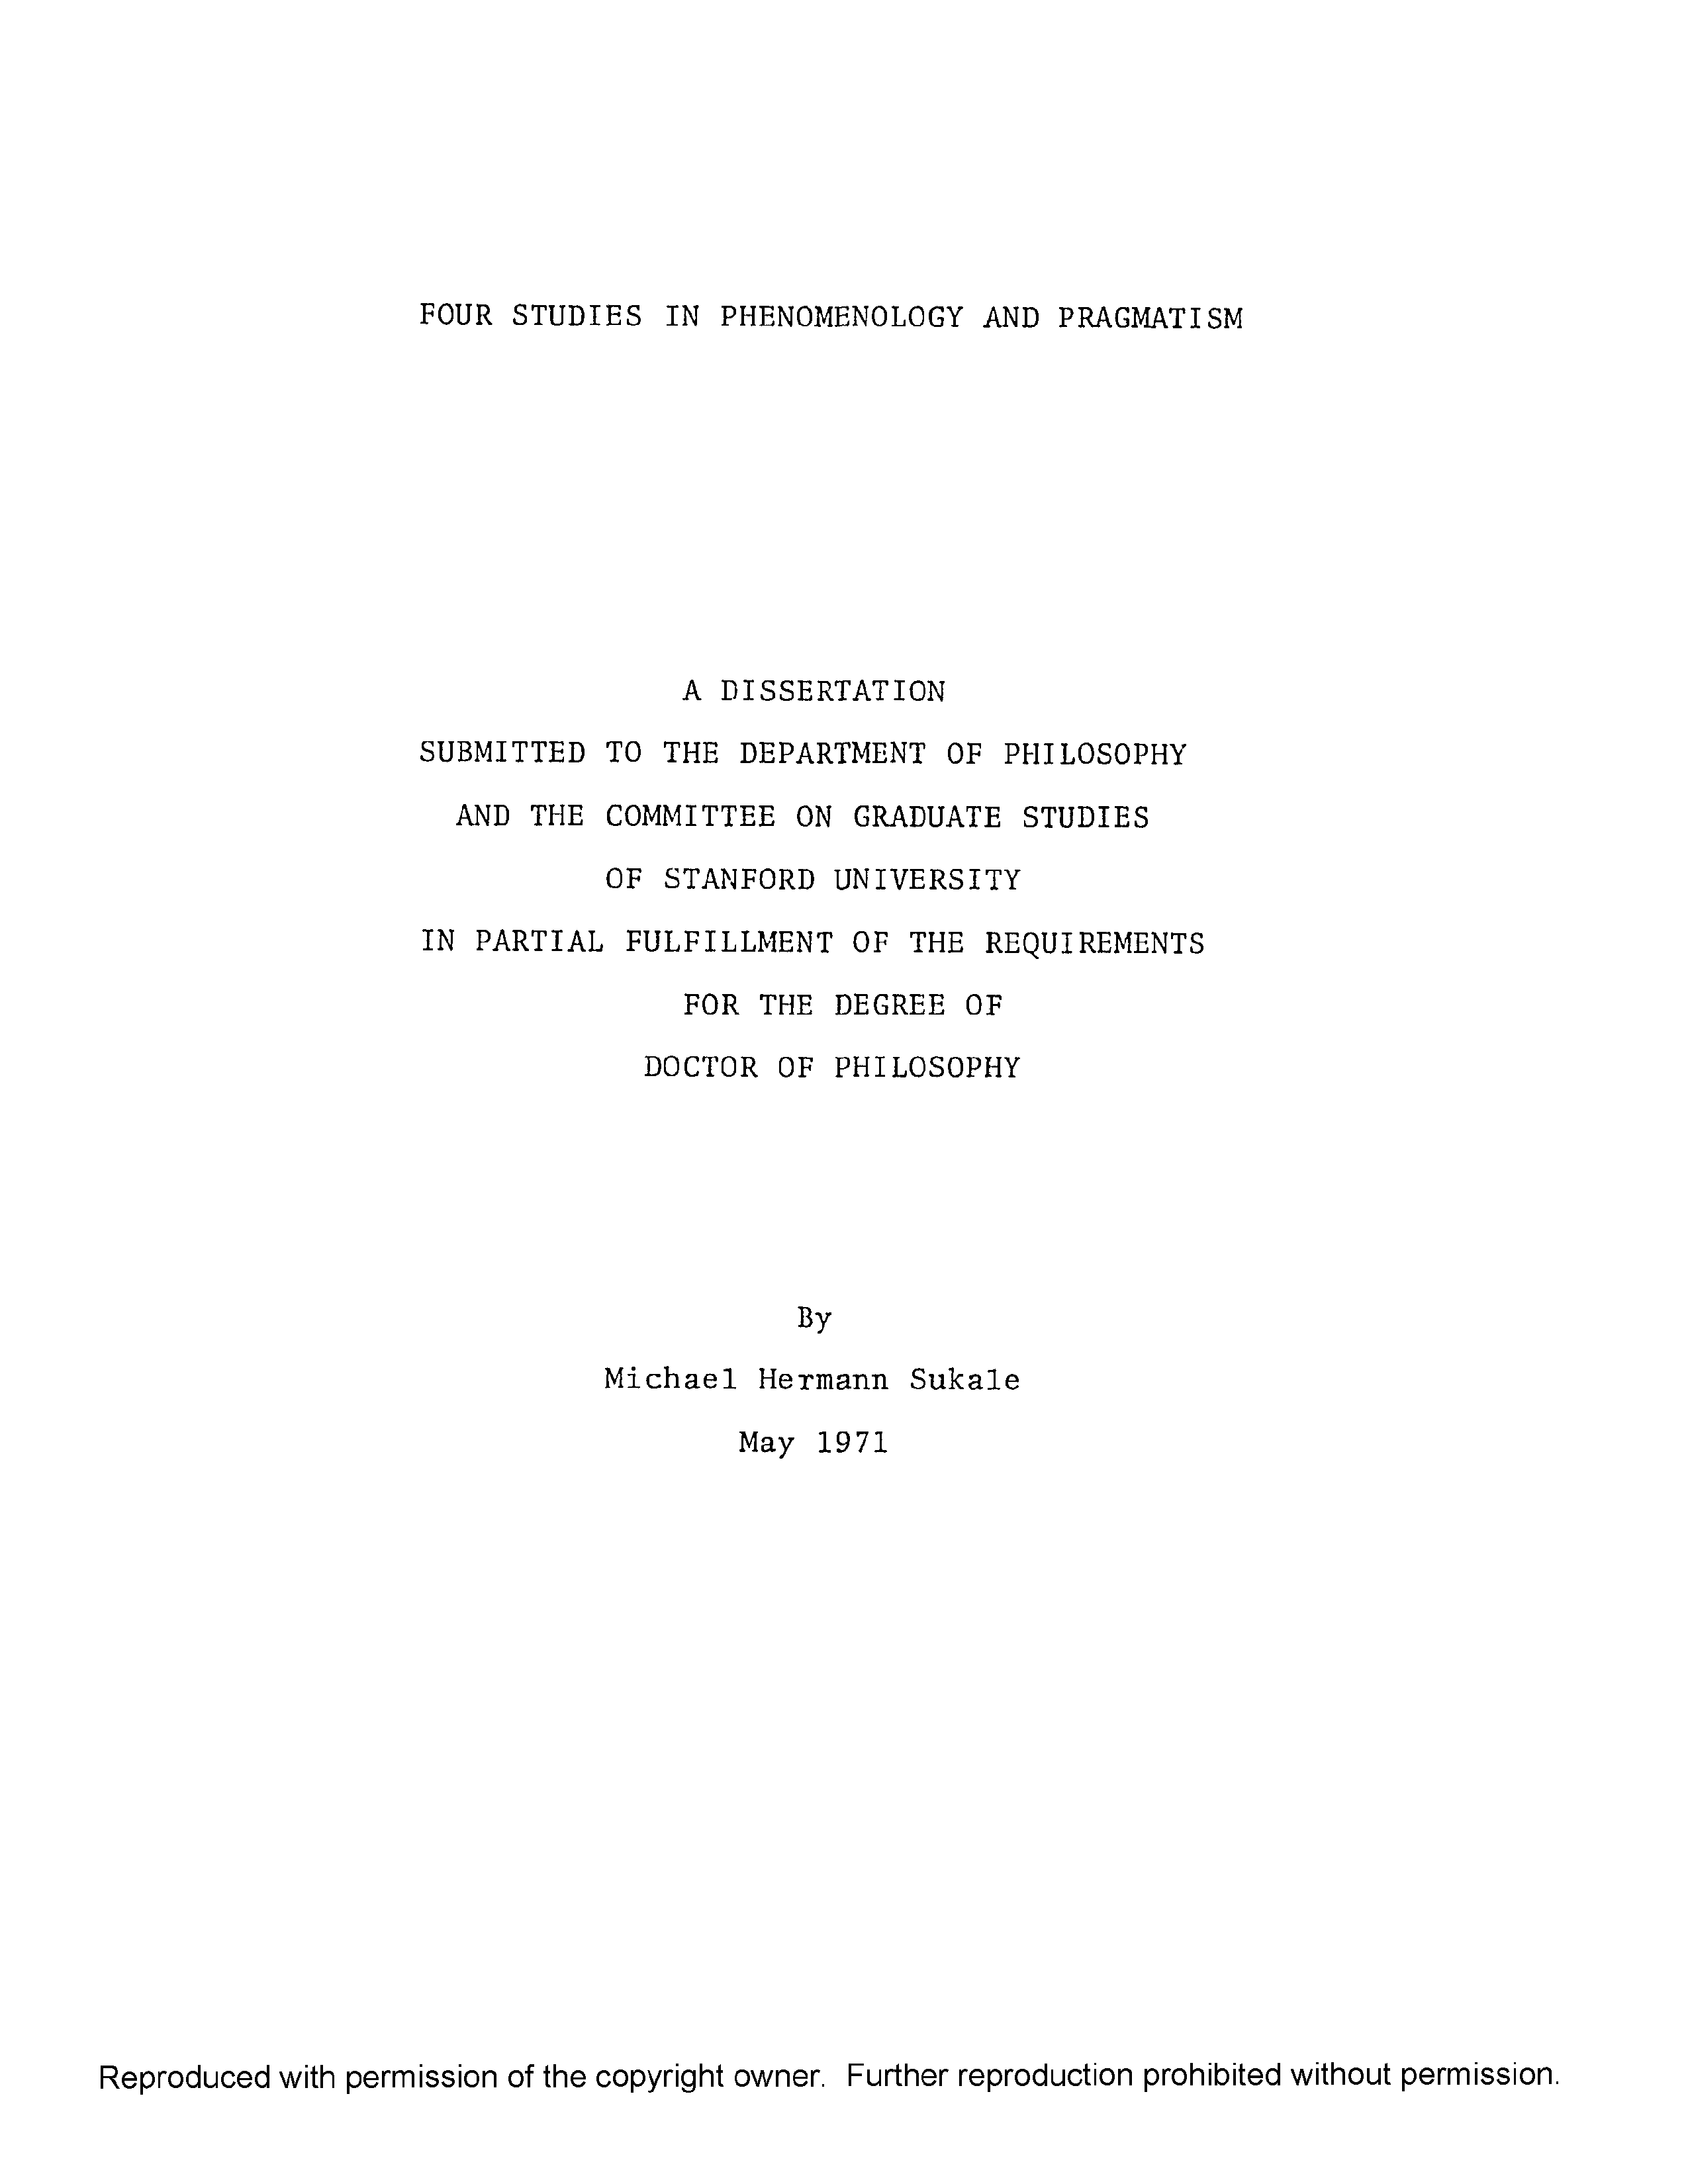 FOUR STUDIES IN PHENOMENOLOGY AND PRAGMATISM
A DISSERTATION
SUBMITTED TO THE DEPARTMENT OF PHILOSOPHY
AND THE COMMITTEE ON GRADUATE STUDIES
OF STANFORD UNIVERSITY
IN PARTIAL FULFILLMENT OF THE REQUIREMENTS
FOR THE DEGREE OF
DOCTOR OF PHILOSOPHY
By
Michael Hermann Sukale
May 1971
Reproduced with permission of the copyright owner. Further reproduction prohibited without permission.